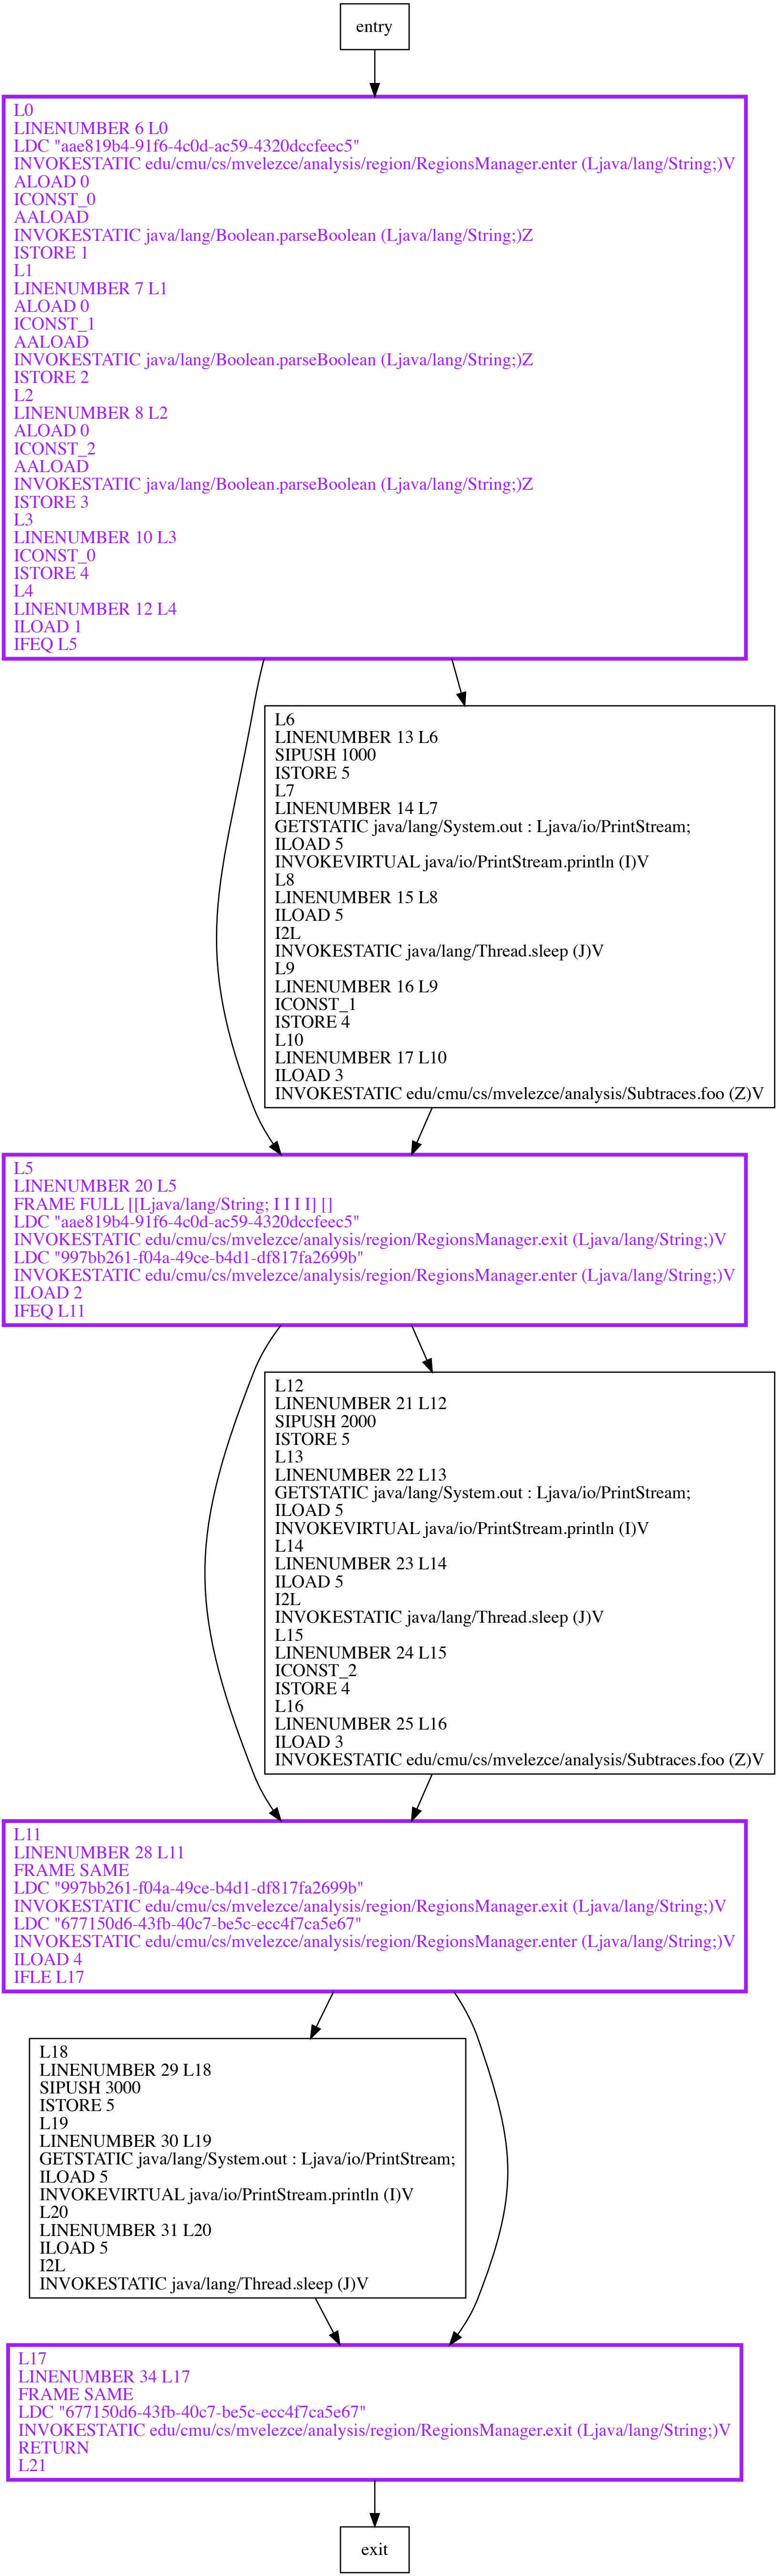 entry
L0
LINENUMBER 6 L0
LDC "aae819b4-91f6-4c0d-ac59-4320dccfeec5"
INVOKESTATIC edu/cmu/cs/mvelezce/analysis/region/RegionsManager.enter (Ljava/lang/String;)V
ALOAD 0
ICONST_0
AALOAD
INVOKESTATIC java/lang/Boolean.parseBoolean (Ljava/lang/String;)Z
ISTORE 1
L1
LINENUMBER 7 L1
ALOAD 0
ICONST_1
AALOAD
INVOKESTATIC java/lang/Boolean.parseBoolean (Ljava/lang/String;)Z
ISTORE 2
L2
LINENUMBER 8 L2
ALOAD 0
ICONST_2
AALOAD
INVOKESTATIC java/lang/Boolean.parseBoolean (Ljava/lang/String;)Z
ISTORE 3
L3
LINENUMBER 10 L3
ICONST_0
ISTORE 4
L4
LINENUMBER 12 L4
ILOAD 1
IFEQ L5
L6
LINENUMBER 13 L6
SIPUSH 1000
ISTORE 5
L7
LINENUMBER 14 L7
GETSTATIC java/lang/System.out : Ljava/io/PrintStream;
ILOAD 5
INVOKEVIRTUAL java/io/PrintStream.println (I)V
L8
LINENUMBER 15 L8
ILOAD 5
I2L
INVOKESTATIC java/lang/Thread.sleep (J)V
L9
LINENUMBER 16 L9
ICONST_1
ISTORE 4
L10
LINENUMBER 17 L10
ILOAD 3
INVOKESTATIC edu/cmu/cs/mvelezce/analysis/Subtraces.foo (Z)V
L5
LINENUMBER 20 L5
FRAME FULL [[Ljava/lang/String; I I I I] []
LDC "aae819b4-91f6-4c0d-ac59-4320dccfeec5"
INVOKESTATIC edu/cmu/cs/mvelezce/analysis/region/RegionsManager.exit (Ljava/lang/String;)V
LDC "997bb261-f04a-49ce-b4d1-df817fa2699b"
INVOKESTATIC edu/cmu/cs/mvelezce/analysis/region/RegionsManager.enter (Ljava/lang/String;)V
ILOAD 2
IFEQ L11
L12
LINENUMBER 21 L12
SIPUSH 2000
ISTORE 5
L13
LINENUMBER 22 L13
GETSTATIC java/lang/System.out : Ljava/io/PrintStream;
ILOAD 5
INVOKEVIRTUAL java/io/PrintStream.println (I)V
L14
LINENUMBER 23 L14
ILOAD 5
I2L
INVOKESTATIC java/lang/Thread.sleep (J)V
L15
LINENUMBER 24 L15
ICONST_2
ISTORE 4
L16
LINENUMBER 25 L16
ILOAD 3
INVOKESTATIC edu/cmu/cs/mvelezce/analysis/Subtraces.foo (Z)V
L11
LINENUMBER 28 L11
FRAME SAME
LDC "997bb261-f04a-49ce-b4d1-df817fa2699b"
INVOKESTATIC edu/cmu/cs/mvelezce/analysis/region/RegionsManager.exit (Ljava/lang/String;)V
LDC "677150d6-43fb-40c7-be5c-ecc4f7ca5e67"
INVOKESTATIC edu/cmu/cs/mvelezce/analysis/region/RegionsManager.enter (Ljava/lang/String;)V
ILOAD 4
IFLE L17
L18
LINENUMBER 29 L18
SIPUSH 3000
ISTORE 5
L19
LINENUMBER 30 L19
GETSTATIC java/lang/System.out : Ljava/io/PrintStream;
ILOAD 5
INVOKEVIRTUAL java/io/PrintStream.println (I)V
L20
LINENUMBER 31 L20
ILOAD 5
I2L
INVOKESTATIC java/lang/Thread.sleep (J)V
L17
LINENUMBER 34 L17
FRAME SAME
LDC "677150d6-43fb-40c7-be5c-ecc4f7ca5e67"
INVOKESTATIC edu/cmu/cs/mvelezce/analysis/region/RegionsManager.exit (Ljava/lang/String;)V
RETURN
L21
exit